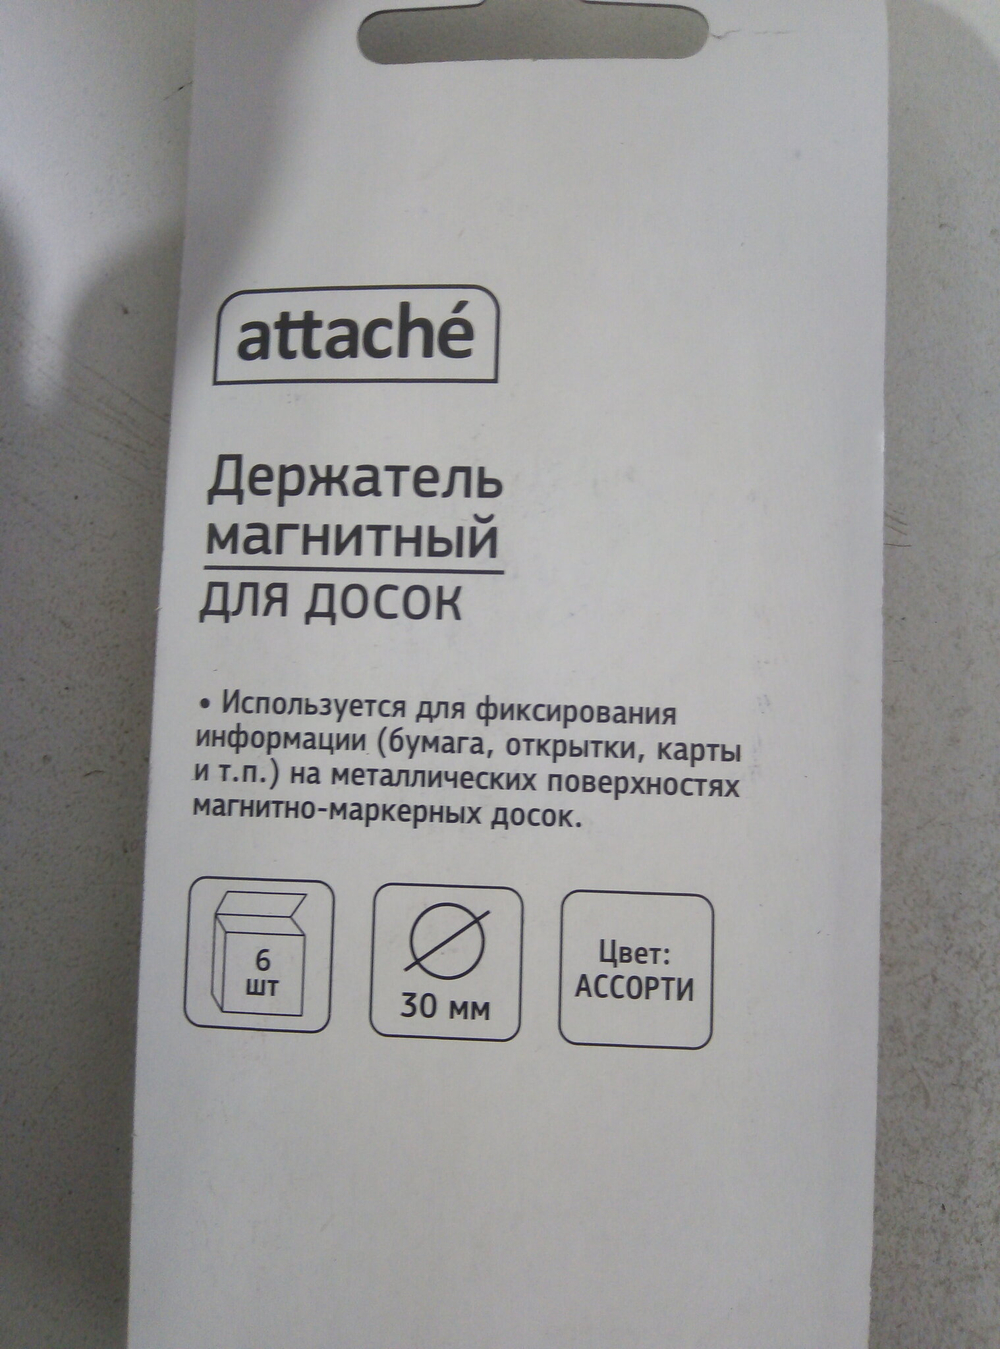 attaché
Держатель
магнитный
для досок
• Используется для фиксирования
информации (бумага, открытки, карты
и т.п.) на металлических поверхностях
магнитно-маркерных досок.
6
шт
30 мм
Цвет:
АССОРТИ